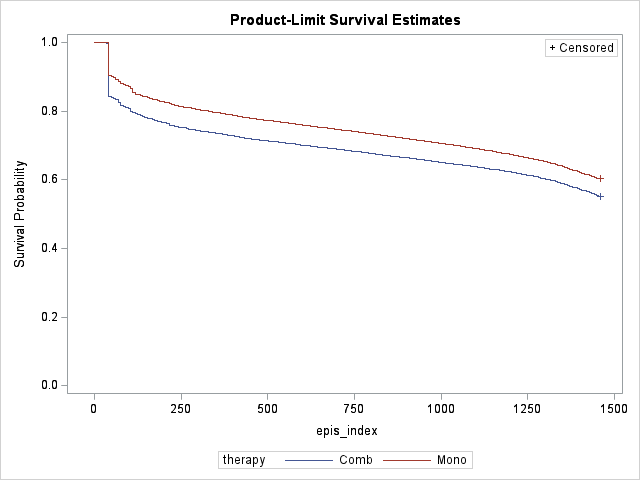 Product-Limit Survival Estimates
+ Censored
1.0
0.8
0.6
0.4
0.2
0.0
Survival Probability
0 250 500 750 1000 1250 1500
epis_index
therapy Comb Mono